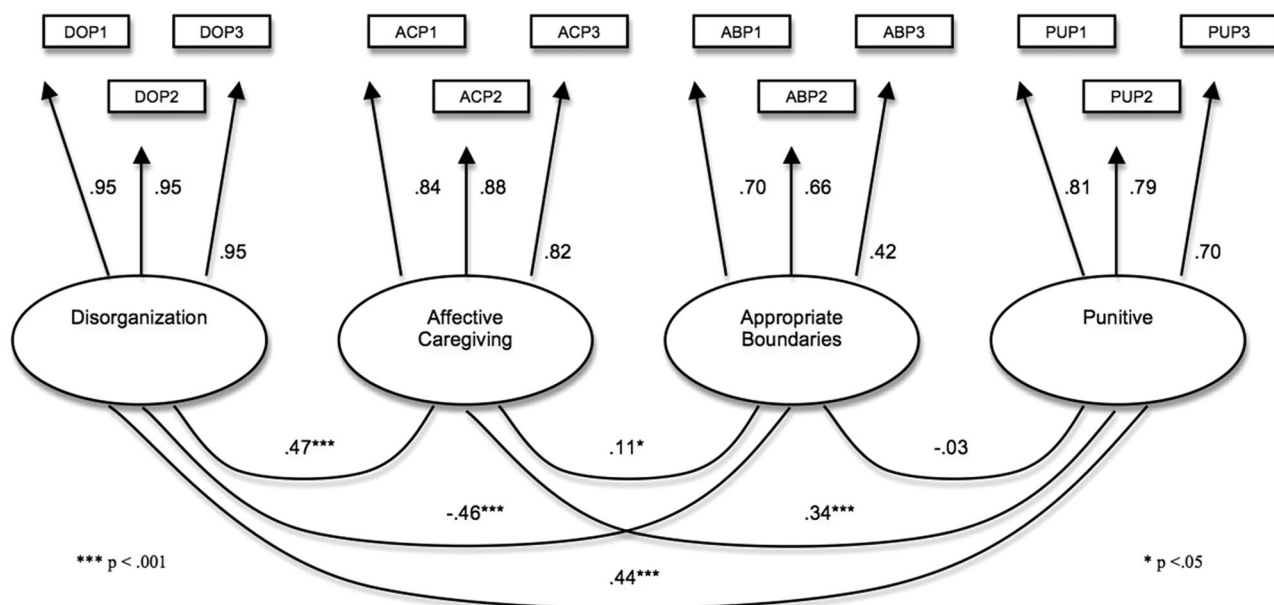 DOP1
DOP3
ACP1
ACP3
ABP1
ABP3
PUP1
PUP3
DOP2
ACP2
ABP2
PUP2
.95
.95
.84
.88
.70
.66
.81
.79
.95
.82
.42
.70
Disorganization
Affective
Caregiving
Appropriate
Boundaries
Punitive
.47***
.11*
-.03
-.46***
.34***
*** p < .001
.44***
* p <.05